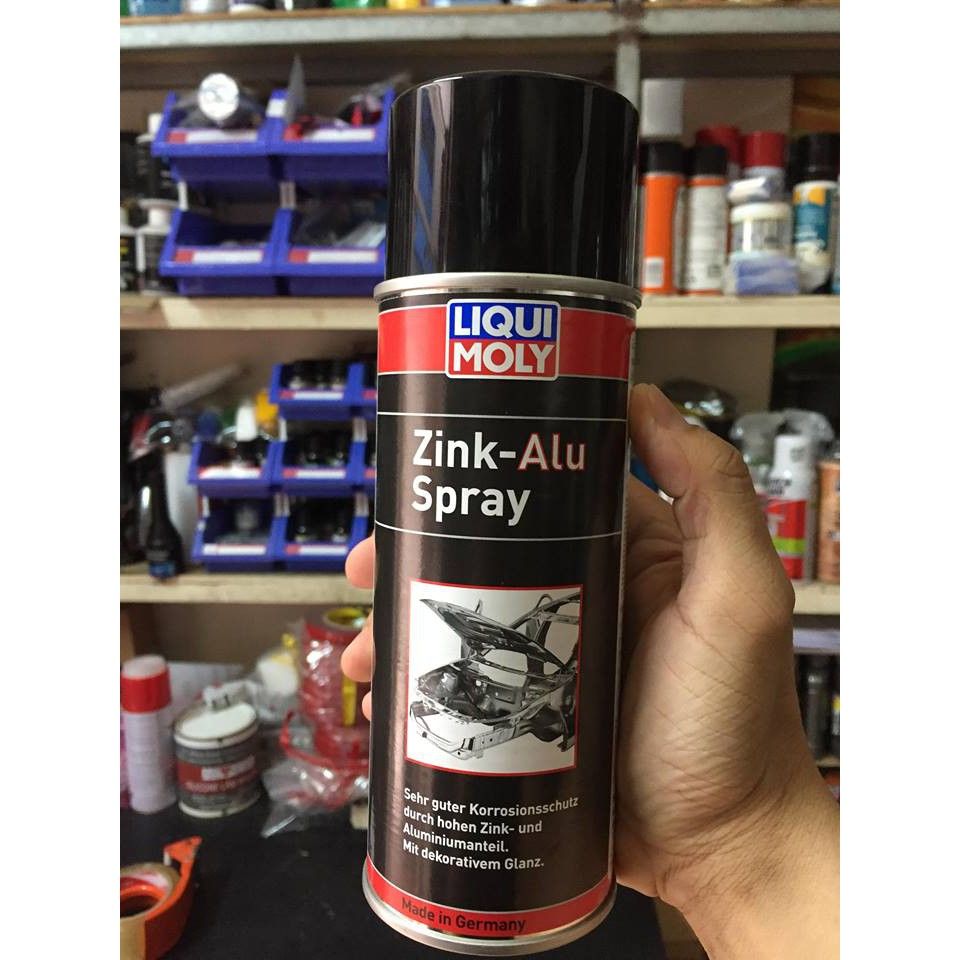 LIQUI
MOLY
Zink-Alu
Spray
Sehr guter Korrosionsschutz
durch hohen Zink- und
Aluminiumanteil.
Mit dekorativem Glanz.
Made in Germany